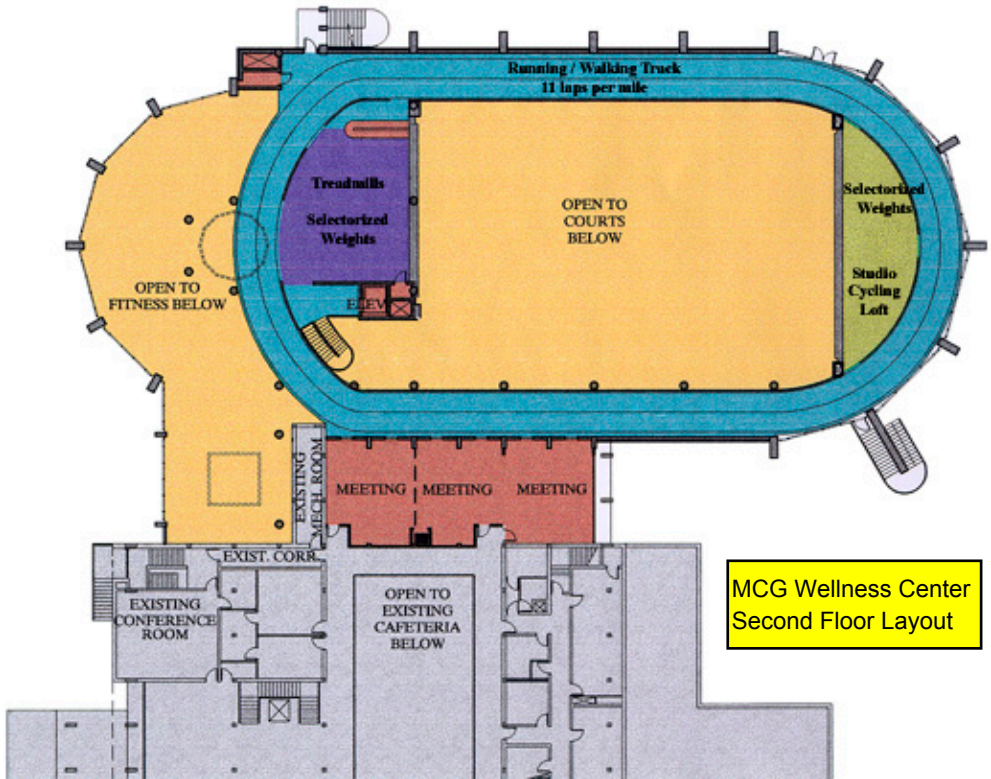 Running / Walking Track
11 laps per mile
Treadmills
Selectorized
Weights
OPEN TO
COURTS
BELOW
Selectorized
Weights
Studio
Cycling
Loft
OPEN TO
FITNESS BELOW
ELEV
EXISTING
MECH. ROOM
MEETING
MEETING
MEETING
EXIST. CORR.
EXISTING
CONFERENCE
ROOM
OPEN TO
EXISTING
CAFETERIA
BELOW
MCG Wellness Center
Second Floor Layout